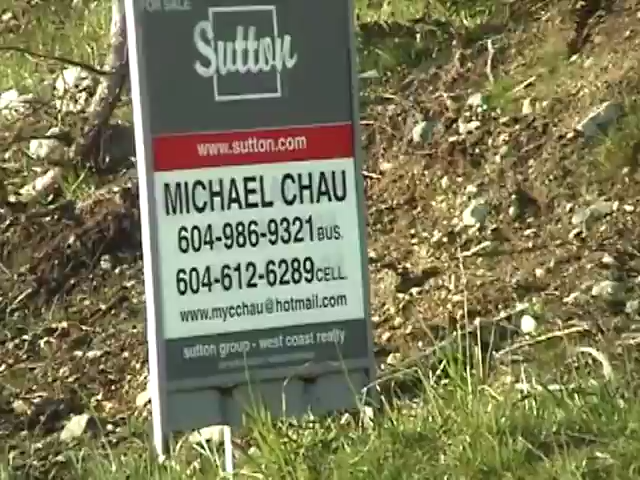 FOR SALE
Sutton
www.sutton.com
MICHAEL CHAU
604-986-9321 BUS.
604-612-6289 CELL.
www.mycchau@hotmail.com
sutton group - west coast realty